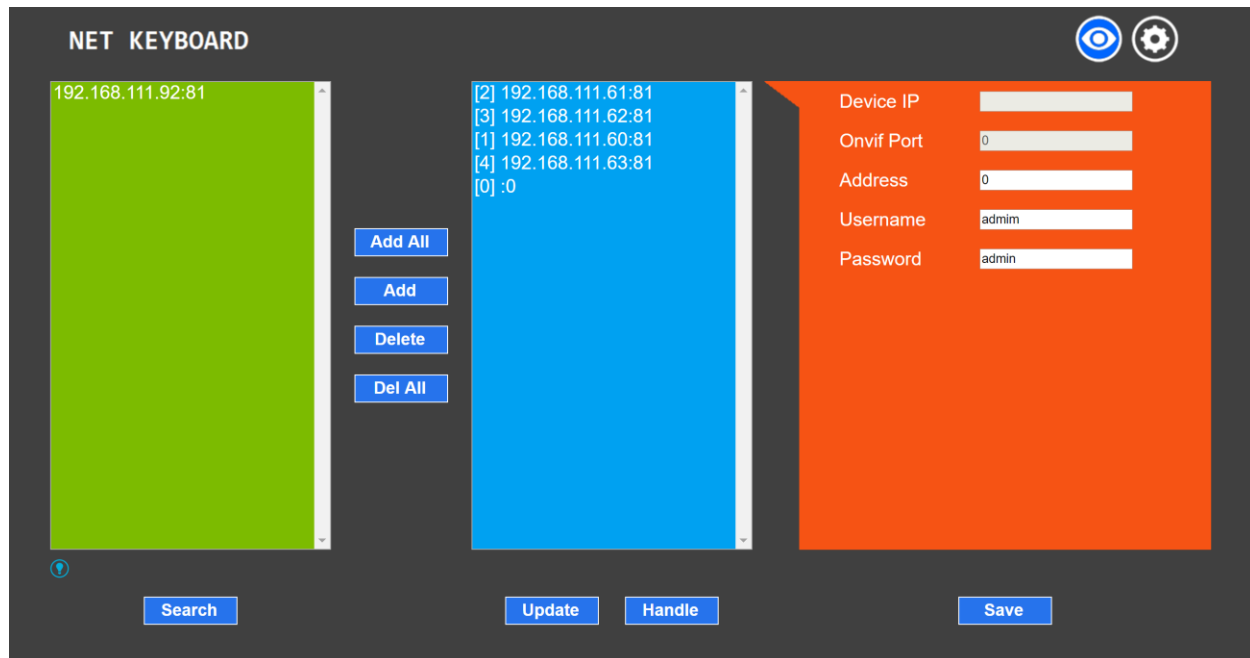 NET KEYBOARD
192.168.111.92:81
Add All
Add
Delete
Del All
[2] 192.168.111.61:81
[3] 192.168.111.62:81
[1] 192.168.111.60:81
[4] 192.168.111.63:81
[0] :0
Device IP
Onvif Port 0
Address 0
Username admim
Password admin
Search
Update
Handle
Save